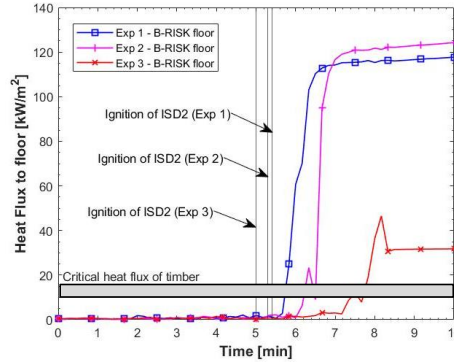 140
120
100
80
60
40
20
0
Heat Flux to floor [kW/m²]
Exp 1 - B-RISK floor
Exp 2 - B-RISK floor
Exp 3 - B-RISK floor
Ignition of ISD2 (Exp 1)
Ignition of ISD2 (Exp 2)
Ignition of ISD2 (Exp 3)
Critical heat flux of timber
0 1 2 3 4 5 6 7 8 9 10
Time [min]